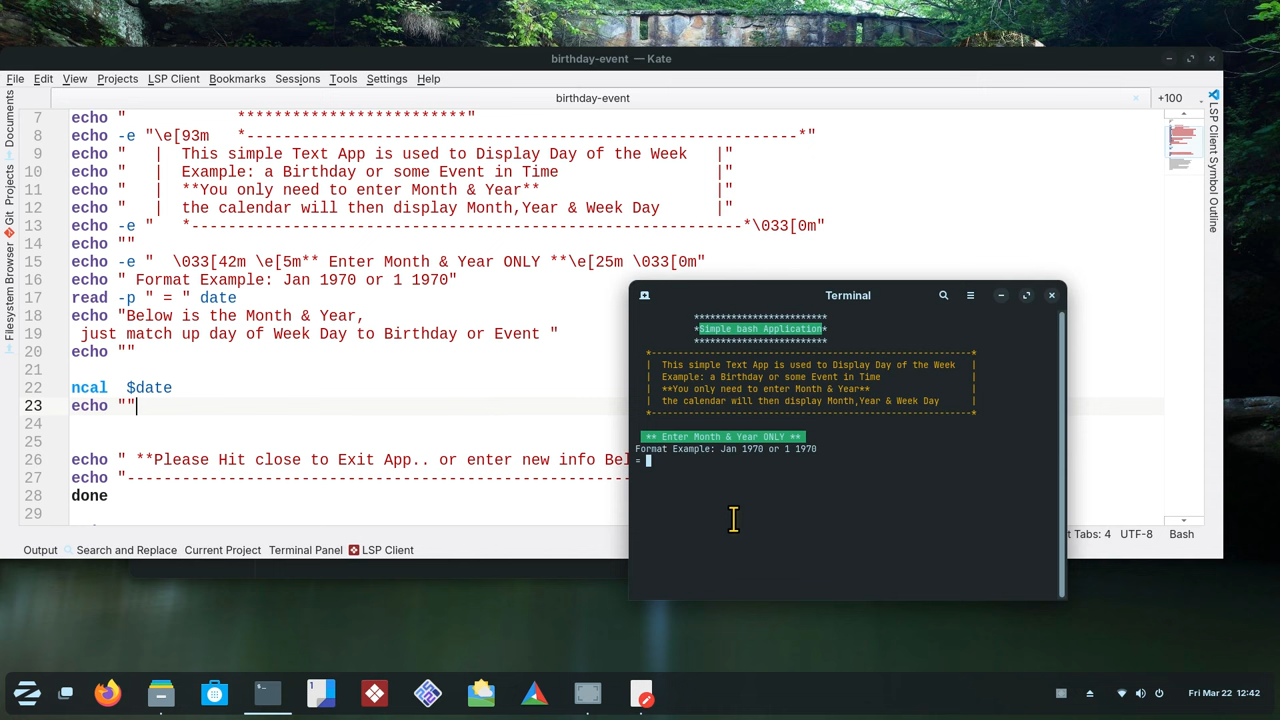 birthday-event — Kate
File Edit View Projects LSP Client Bookmarks Sessions Tools Settings Help
birthday-event
+100
Documents
Projects
Git
Filesystem Browser
LSP Client Symbol Outline
7 echo "            *************************"
8 echo -e "\e[93m   *------------------------------------------------------------*"
9 echo "   |  This simple Text App is used to Display Day of the Week   |"
10 echo "   |  Example: a Birthday or some Event in Time                  |"
11 echo "   |  **You only need to enter Month & Year**                    |"
12 echo "   |  the calendar will then display Month,Year & Week Day       |"
13 echo -e "   *------------------------------------------------------------*\033[0m"
14 echo ""
15 echo -e "  \033[42m \e[5m** Enter Month & Year ONLY **\e[25m \033[0m"
16 echo " Format Example: Jan 1970 or 1 1970"
17 read -p " = " date
18 echo "Below is the Month & Year,
19 just match up day of Week Day to Birthday or Event "
20 echo ""
21
22 ncal  $date
23 echo ""
24
25
26 echo " **Please Hit close to Exit App.. or enter new info Bel
27 echo "-------------------------------------------------------
28 done
29
Output Search and Replace Current Project Terminal Panel LSP Client
t Tabs: 4 UTF-8 Bash
Terminal
*************************
*Simple bash Application*
*************************
*------------------------------------------------------------*
|  This simple Text App is used to Display Day of the Week   |
|  Example: a Birthday or some Event in Time                 |
|  **You only need to enter Month & Year**                   |
|  the calendar will then display Month,Year & Week Day      |
*------------------------------------------------------------*
** Enter Month & Year ONLY **
Format Example: Jan 1970 or 1 1970
=
1
Fri Mar 22 12:42